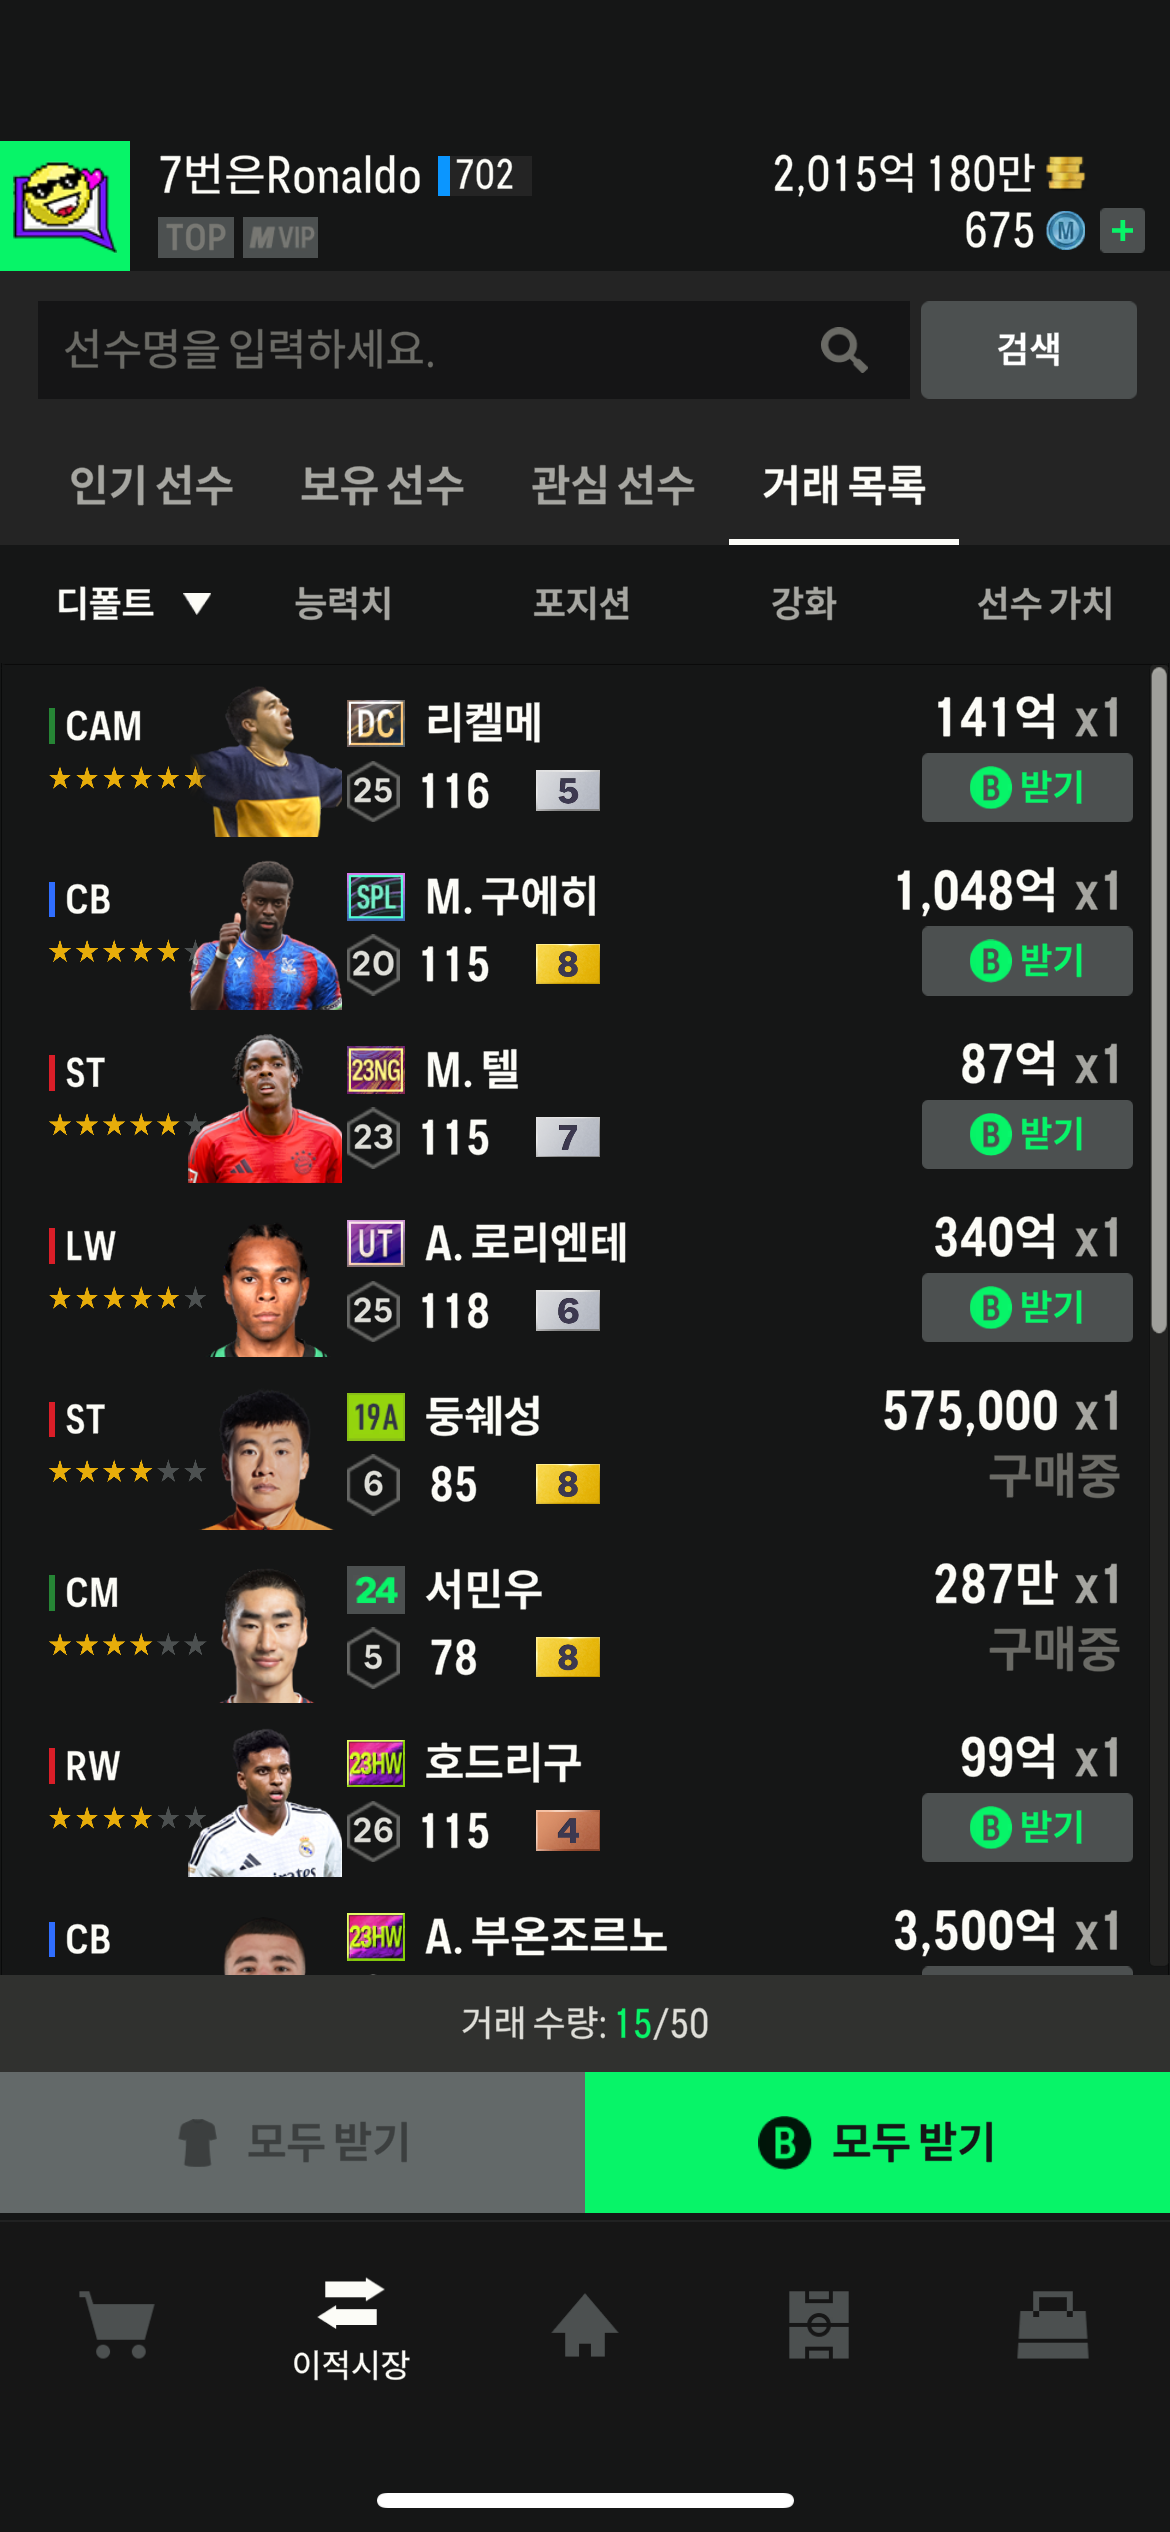 7번은Ronaldo 702 2,015억 180만
TOP M VIP 675 M +
선수명을 입력하세요. 검색
인기 선수 보유 선수 관심 선수 거래 목록
디폴트 ▼ 능력치 포지션 강화 선수 가치
CAM DC 리켈메 141억 x1
25 116 5 B 받기
CB SPL M. 구에히 1,048억 x1
20 115 8 B 받기
ST 23NG M. 텔 87억 x1
23 115 7 B 받기
LW UT A. 로리엔테 340억 x1
25 118 6 B 받기
ST 19A 둥쉐성 575,000 x1
6 85 8 구매중
CM 24 서민우 287만 x1
5 78 8 구매중
RW 23HW 호드리구 99억 x1
26 115 4 B 받기
CB 23HW A. 부온조르노 3,500억 x1
거래 수량: 15/50
모두 받기 B 모두 받기
이적시장